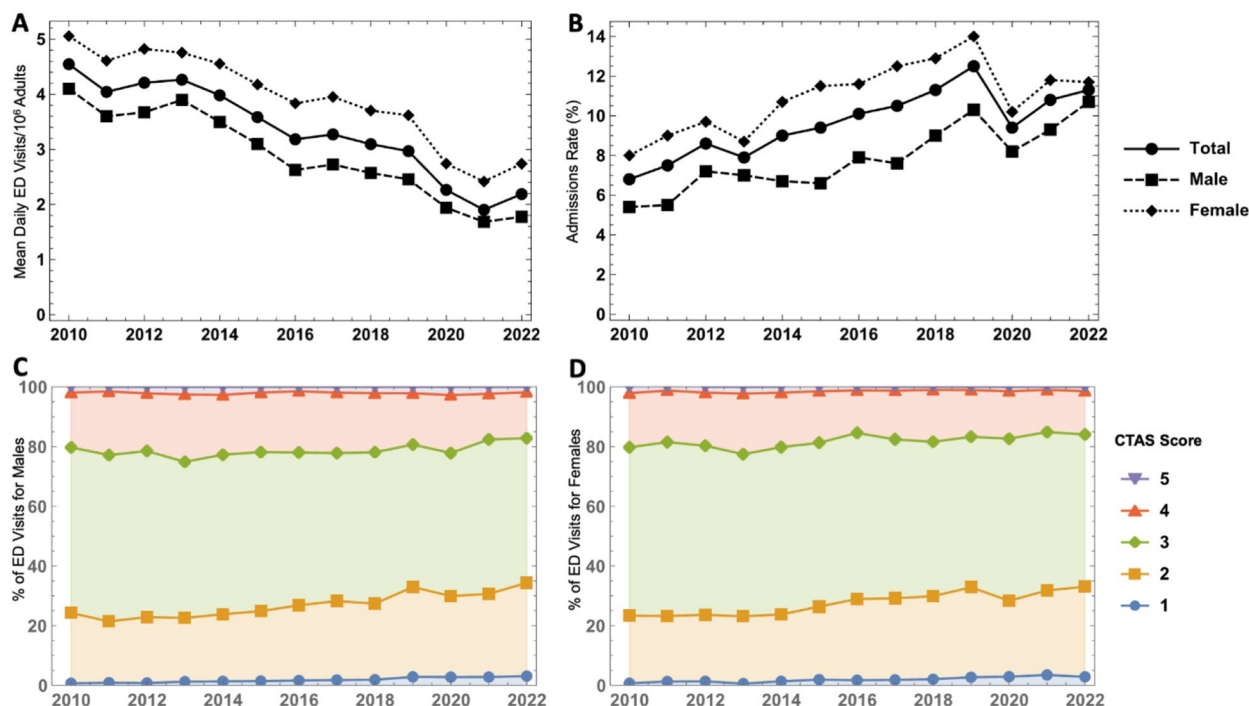 A
Mean Daily ED Visits/10⁶ Adults
5
4
3
2
1
0
2010 2012 2014 2016 2018 2020 2022
B
Admissions Rate (%)
14
12
10
8
6
4
2
0
2010 2012 2014 2016 2018 2020 2022
Total
Male
Female
C
% of ED Visits for Males
100
80
60
40
20
0
2010 2012 2014 2016 2018 2020 2022
D
% of ED Visits for Females
100
80
60
40
20
0
2010 2012 2014 2016 2018 2020 2022
CTAS Score
5
4
3
2
1